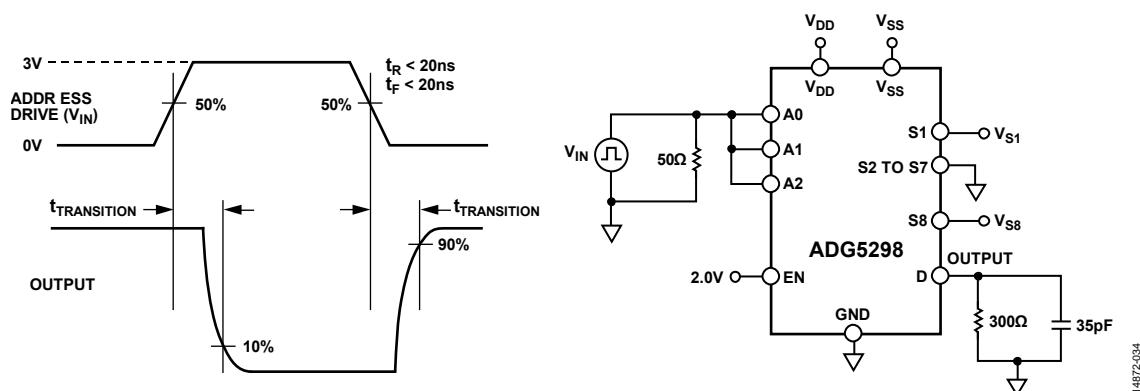 3V
ADDR ESS
DRIVE (VIN)
0V
50%
50%
tR < 20ns
tF < 20ns
tTRANSITION
tTRANSITION
OUTPUT
10%
90%
VDD
VSS
VDD
VSS
A0
A1
A2
VIN
50Ω
S1
VS1
S2 TO S7
S8
VS8
ADG5298
OUTPUT
2.0V
EN
D
GND
300Ω
35pF
14872-034